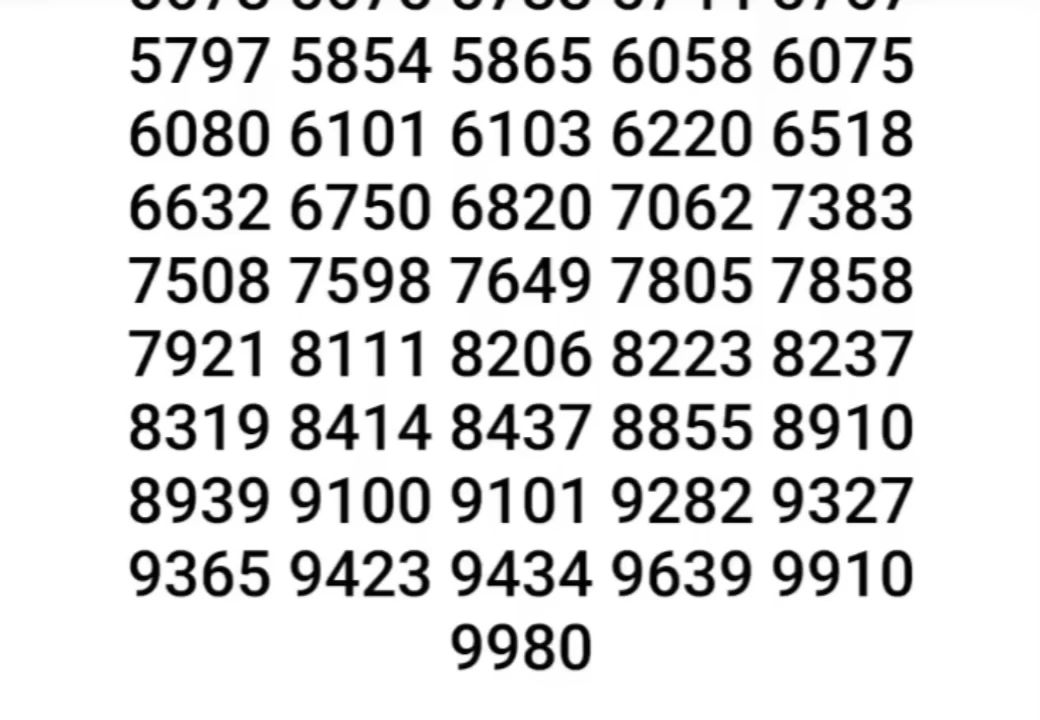 5797 5854 5865 6058 6075
6080 6101 6103 6220 6518
6632 6750 6820 7062 7383
7508 7598 7649 7805 7858
7921 8111 8206 8223 8237
8319 8414 8437 8855 8910
8939 9100 9101 9282 9327
9365 9423 9434 9639 9910
9980